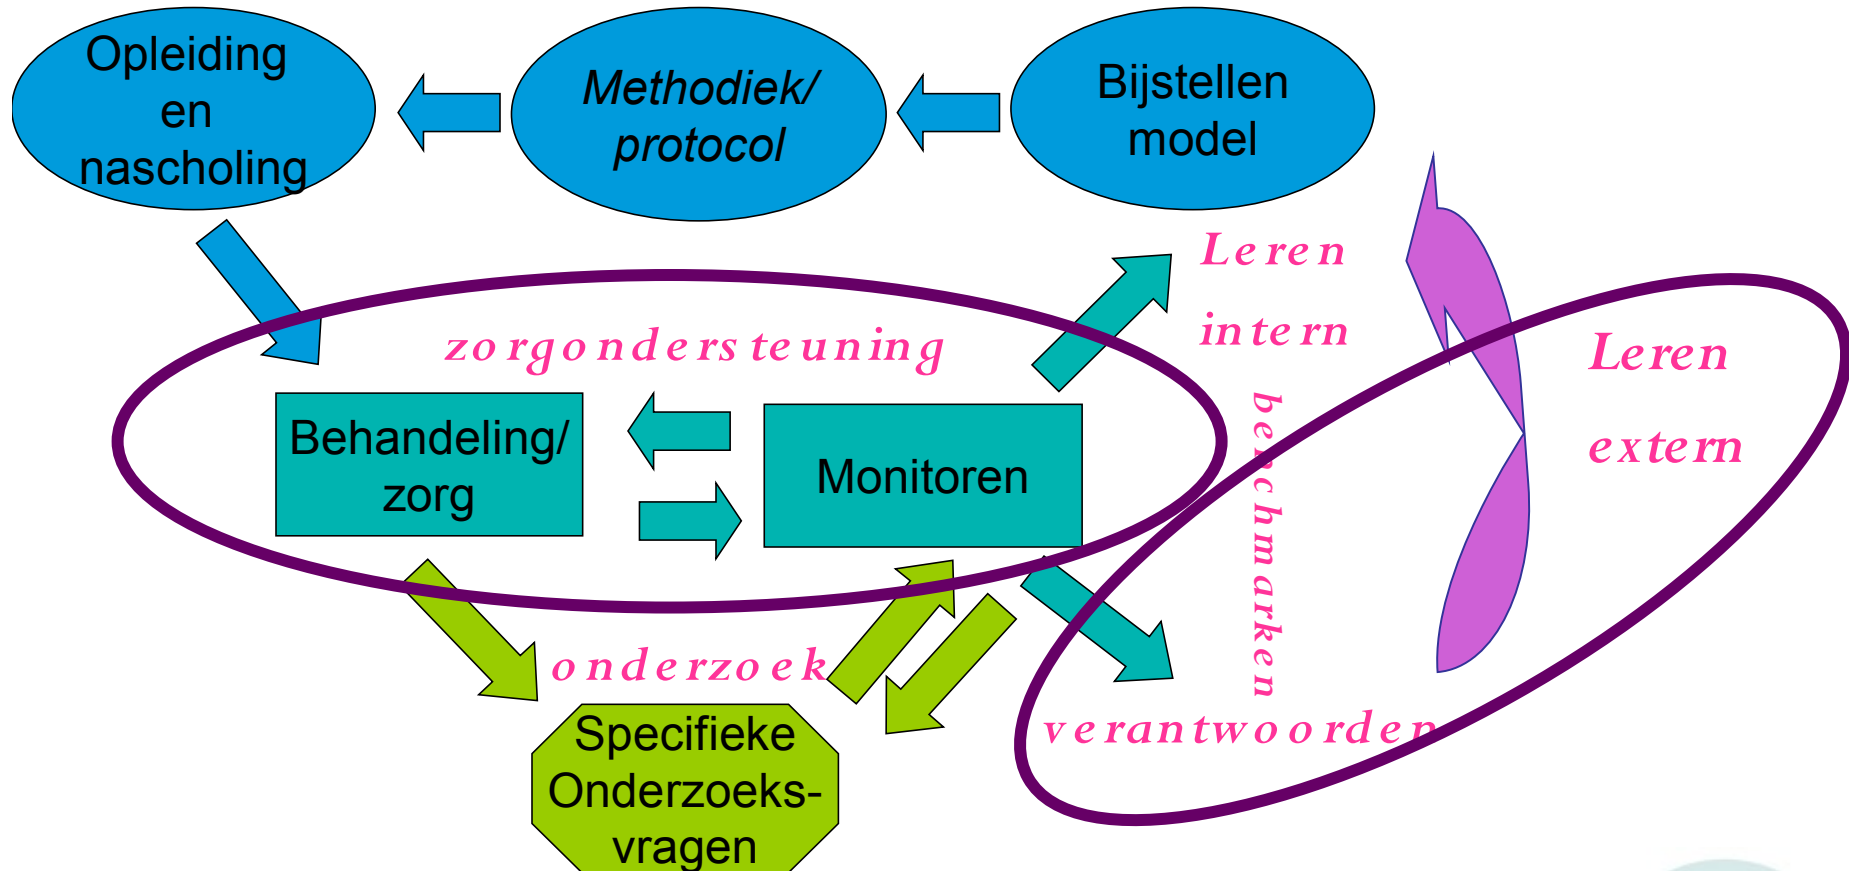 Opleiding
en
nascholing
Methodiek/
protocol
Bijstellen
model
Leren
intern
zorgondersteuning
Leren
extern
Behandeling/
zorg
Monitoren
benchmarken
onderzoek
verantwoorden
Specifieke
Onderzoeks-
vragen